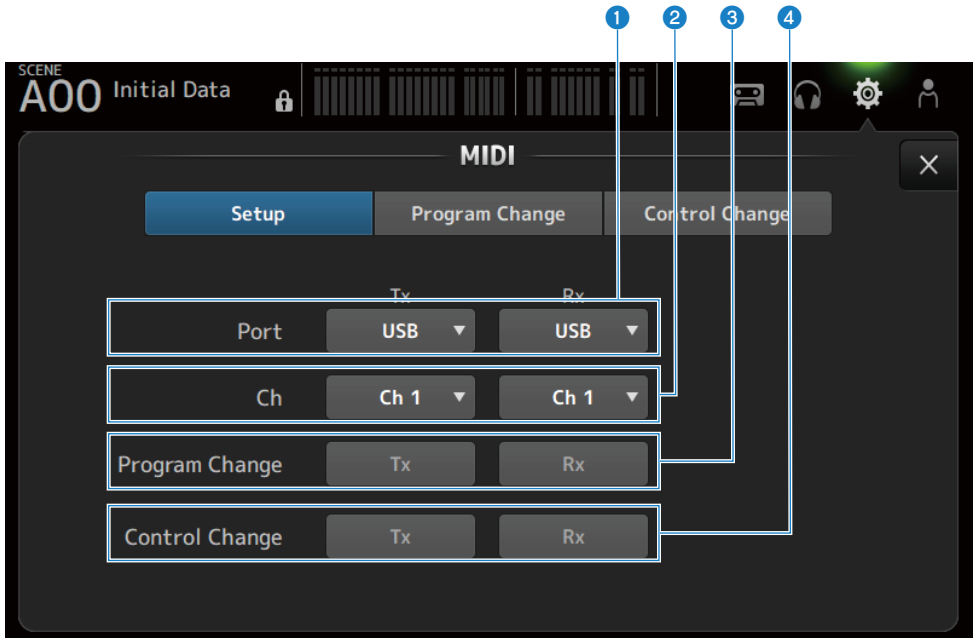 1 2 3 4
SCENE
A00 Initial Data
MIDI
Setup Program Change Control Change
Tx Rx
Port USB USB
Ch Ch 1 Ch 1
Program Change Tx Rx
Control Change Tx Rx